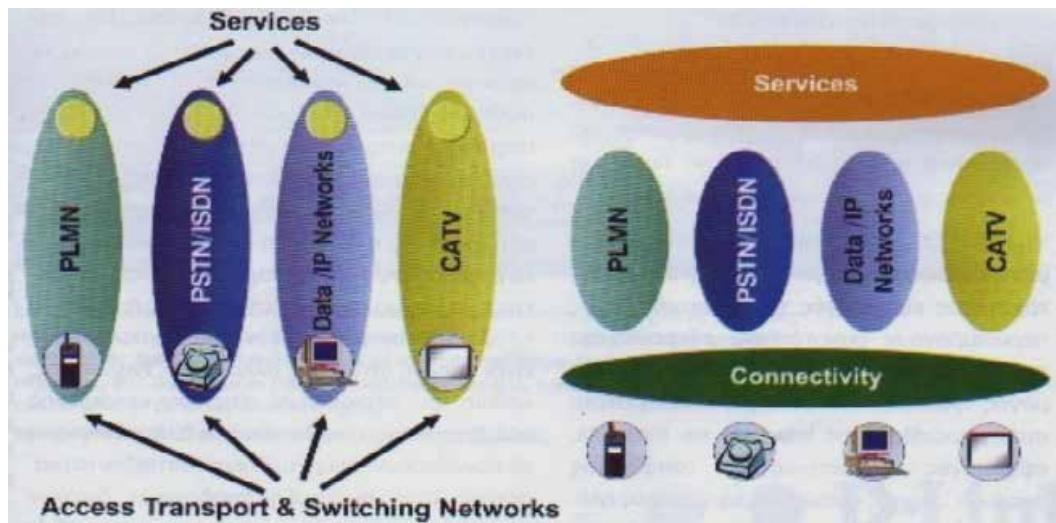 Services
PLMN
PSTN/ISDN
Data /IP Networks
CATV
Access Transport & Switching Networks
Services
PLMN
PSTN/ISDN
Data /IP
Networks
CATV
Connectivity